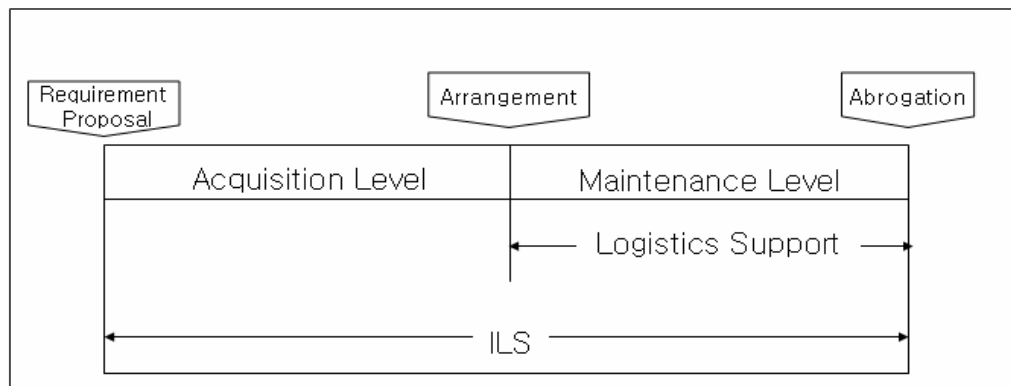 Requirement
Proposal
Arrangement
Abrogation
Acquisition Level
Maintenance Level
Logistics Support
ILS